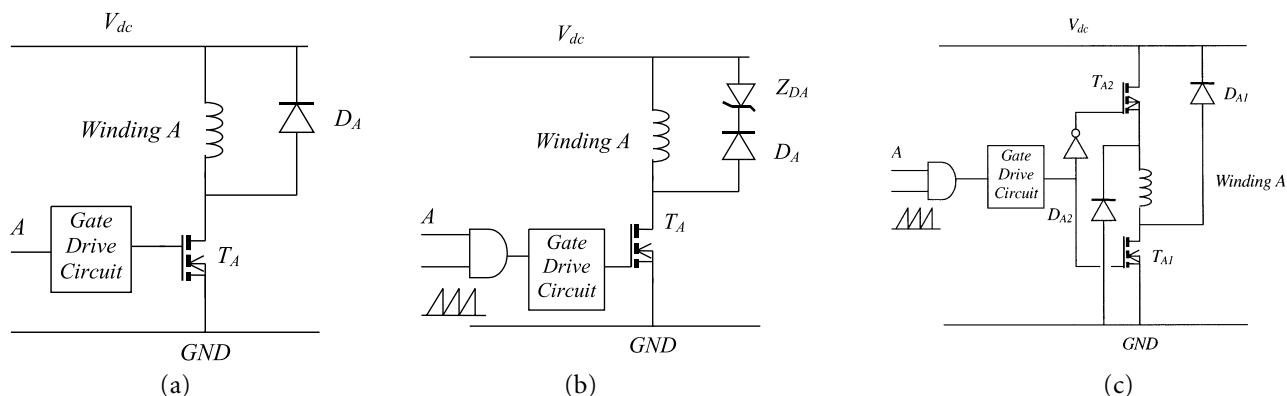 V_dc
Winding A
D_A
A
Gate
Drive
Circuit
T_A
GND
(a)
V_dc
Z_DA
Winding A
D_A
A
T_A
Gate
Drive
Circuit
GND
(b)
V_dc
T_A2
D_A1
A
Gate
Drive
Circuit
Winding A
D_A2
T_A1
GND
(c)